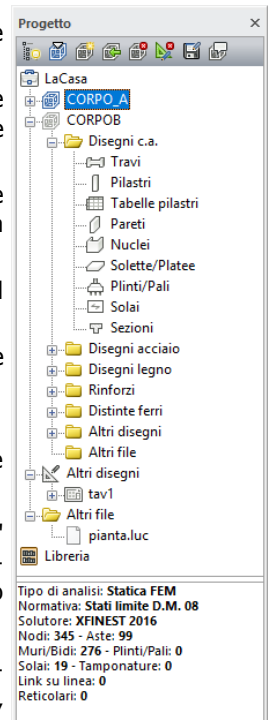 Progetto
LaCasa
CORPO_A
CORPOB
Disegni c.a.
Travi
Pilastri
Tabelle pilastri
Pareti
Nuclei
Solette/Platee
Plinti/Pali
Solai
Sezioni
Disegni acciaio
Disegni legno
Rinforzi
Distinte ferri
Altri disegni
Altri file
Altri disegni
tav1
Altri file
pianta.luc
Libreria
Tipo di analisi: Statica FEM
Normativa: Stati limite D.M. 08
Solutore: XFINEST 2016
Nodi: 345 - Aste: 99
Muri/Bidi: 276 - Plinti/Pali: 0
Solai: 19 - Tamponature: 0
Link su linea: 0
Reticolari: 0